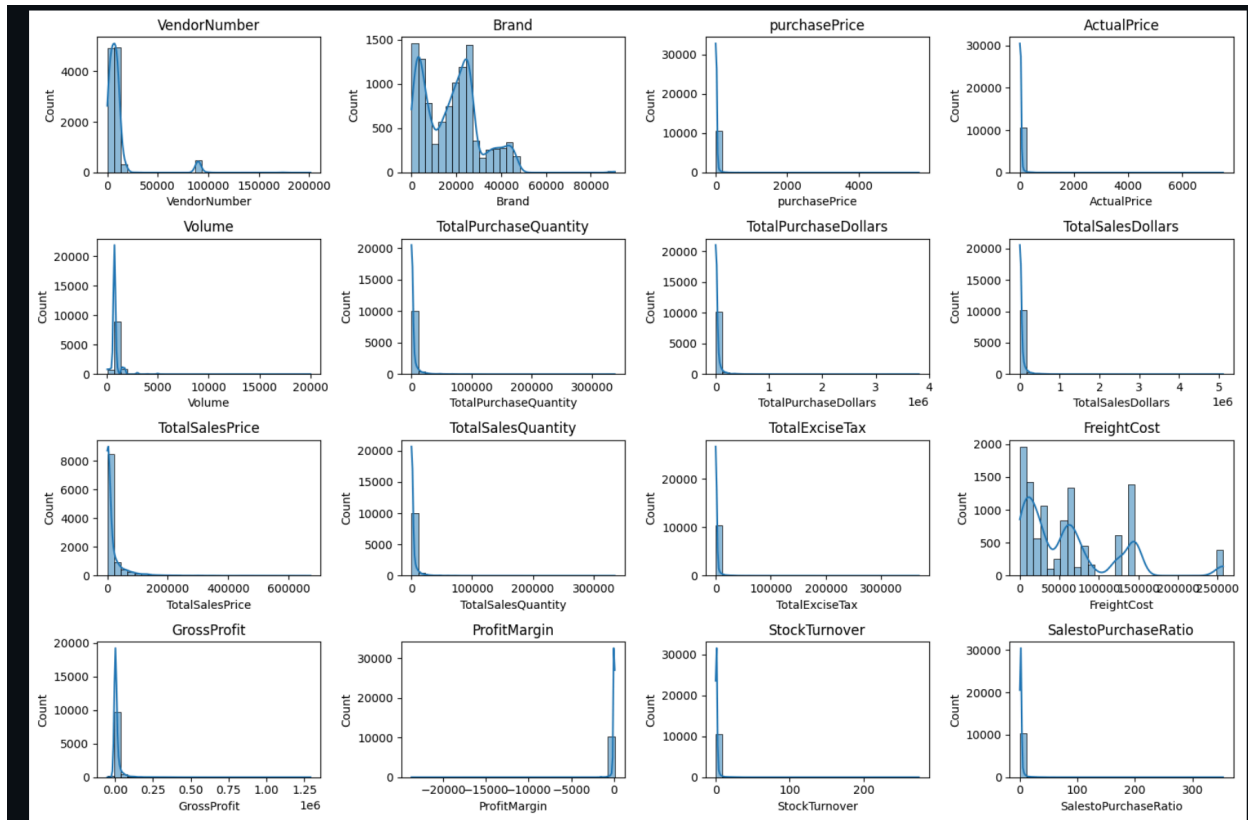 VendorNumber
Brand
purchasePrice
ActualPrice
4000
2000
0
Count
0 50000 100000 150000 200000
VendorNumber
1500
1000
500
0
Count
0 20000 40000 60000 80000
Brand
30000
20000
10000
0
Count
0 2000 4000
purchasePrice
30000
20000
10000
0
Count
0 2000 4000 6000
ActualPrice
Volume
TotalPurchaseQuantity
TotalPurchaseDollars
TotalSalesDollars
20000
15000
10000
5000
0
Count
0 5000 10000 15000 20000
Volume
20000
15000
10000
5000
0
Count
0 100000 200000 300000
TotalPurchaseQuantity
20000
15000
10000
5000
0
Count
0 1 2 3 4
TotalPurchaseDollars 1e6
20000
15000
10000
5000
0
Count
0 1 2 3 4 5
TotalSalesDollars 1e6
TotalSalesPrice
TotalSalesQuantity
TotalExciseTax
FreightCost
8000
6000
4000
2000
0
Count
0 200000 400000 600000
TotalSalesPrice
20000
15000
10000
5000
0
Count
0 100000 200000 300000
TotalSalesQuantity
20000
10000
0
Count
0 100000 200000 300000
TotalExciseTax
2000
1500
1000
500
0
Count
0 50000 100000 150000 200000 250000
FreightCost
GrossProfit
ProfitMargin
StockTurnover
SalestoPurchaseRatio
20000
15000
10000
5000
0
Count
0.00 0.25 0.50 0.75 1.00 1.25
GrossProfit 1e6
30000
20000
10000
0
Count
−20000 −15000 −10000 −5000 0
ProfitMargin
30000
20000
10000
0
Count
0 100 200
StockTurnover
30000
25000
20000
15000
10000
5000
0
Count
0 100 200 300
SalestoPurchaseRatio